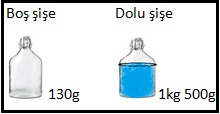 Boş şişe
Dolu şişe
130g
1kg 500g